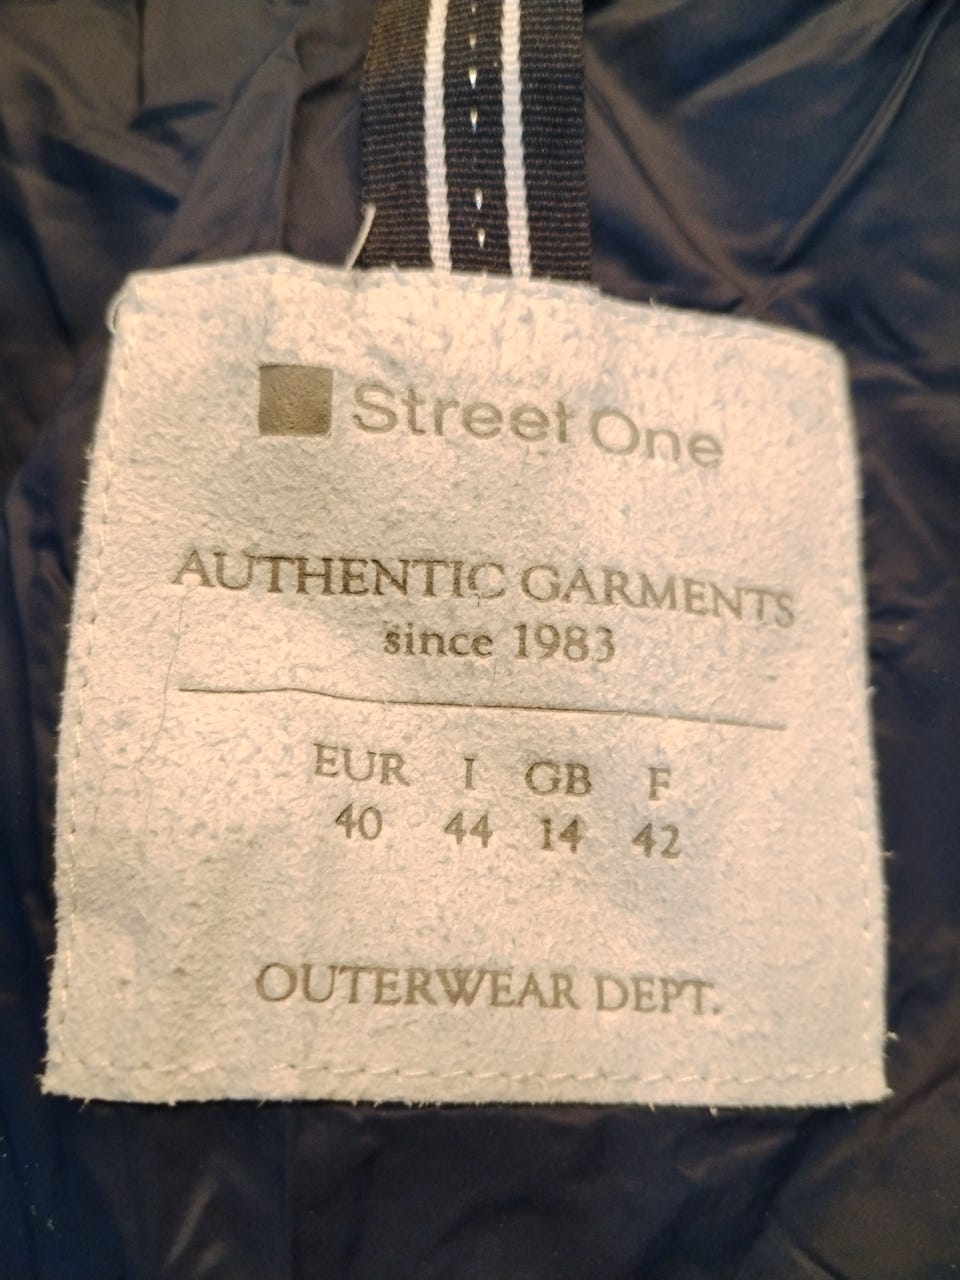 Street One
AUTHENTIC GARMENTS
since 1983
EUR I GB F
40 44 14 42
OUTERWEAR DEPT.